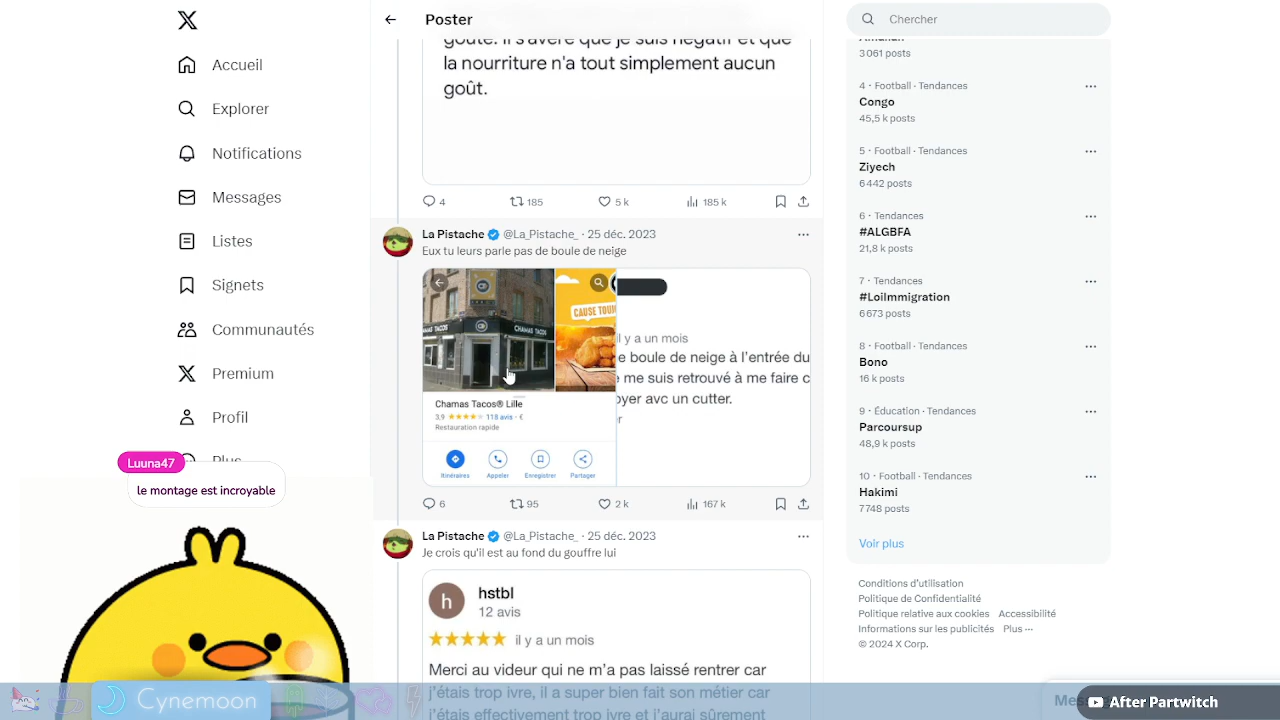 Accueil
Explorer
Notifications
Messages
Listes
Signets
Communautés
Premium
Profil
Plus
Luuna47
le montage est incroyable
Cynemoon
Poster
goûté. Il s'avère que je suis négatif et que
la nourriture n'a tout simplement aucun
goût.
4
185
5 k
185 k
La Pistache @La_Pistache_ · 25 déc. 2023
Eux tu leurs parle pas de boule de neige
CHAMAS TACOS
CHAMAS TACOS
Chamas Tacos® Lille
3,9 118 avis · €
Restauration rapide
Itinéraires
Appeler
Enregistrer
Partager
il y a un mois
e boule de neige à l'entrée du
e me suis retrouvé à me faire c
oyer avc un cutter.
6
95
2 k
167 k
La Pistache @La_Pistache_ · 25 déc. 2023
Je crois qu'il est au fond du gouffre lui
h
hstbl
12 avis
il y a un mois
Merci au videur qui ne m'a pas laissé rentrer car
j'étais trop ivre, il a super bien fait son métier car
j'étais effectivement trop ivre et j'aurai sûrement
Chercher
3 061 posts
4 · Football · Tendances
Congo
45,5 k posts
5 · Football · Tendances
Ziyech
6 442 posts
6 · Tendances
#ALGBFA
21,8 k posts
7 · Tendances
#LoiImmigration
6 673 posts
8 · Football · Tendances
Bono
16 k posts
9 · Éducation · Tendances
Parcoursup
48,9 k posts
10 · Football · Tendances
Hakimi
7 748 posts
Voir plus
Conditions d'utilisation
Politique de Confidentialité
Politique relative aux cookies Accessibilité
Informations sur les publicités Plus ···
© 2024 X Corp.
After Partwitch